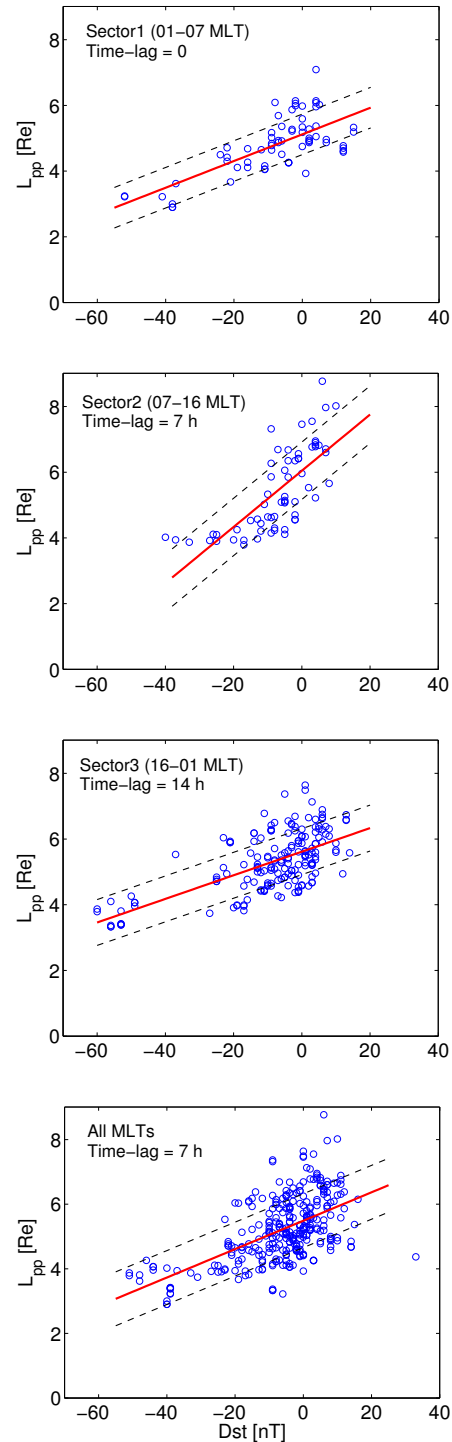 Sector1 (01−07 MLT)
Time−lag = 0
8
6
4
2
0
L_pp [Re]
−60 −40 −20 0 20 40
Sector2 (07−16 MLT)
Time−lag = 7 h
8
6
4
2
0
L_pp [Re]
−60 −40 −20 0 20 40
Sector3 (16−01 MLT)
Time−lag = 14 h
8
6
4
2
0
L_pp [Re]
−60 −40 −20 0 20 40
All MLTs
Time−lag = 7 h
8
6
4
2
0
L_pp [Re]
−60 −40 −20 0 20 40
Dst [nT]